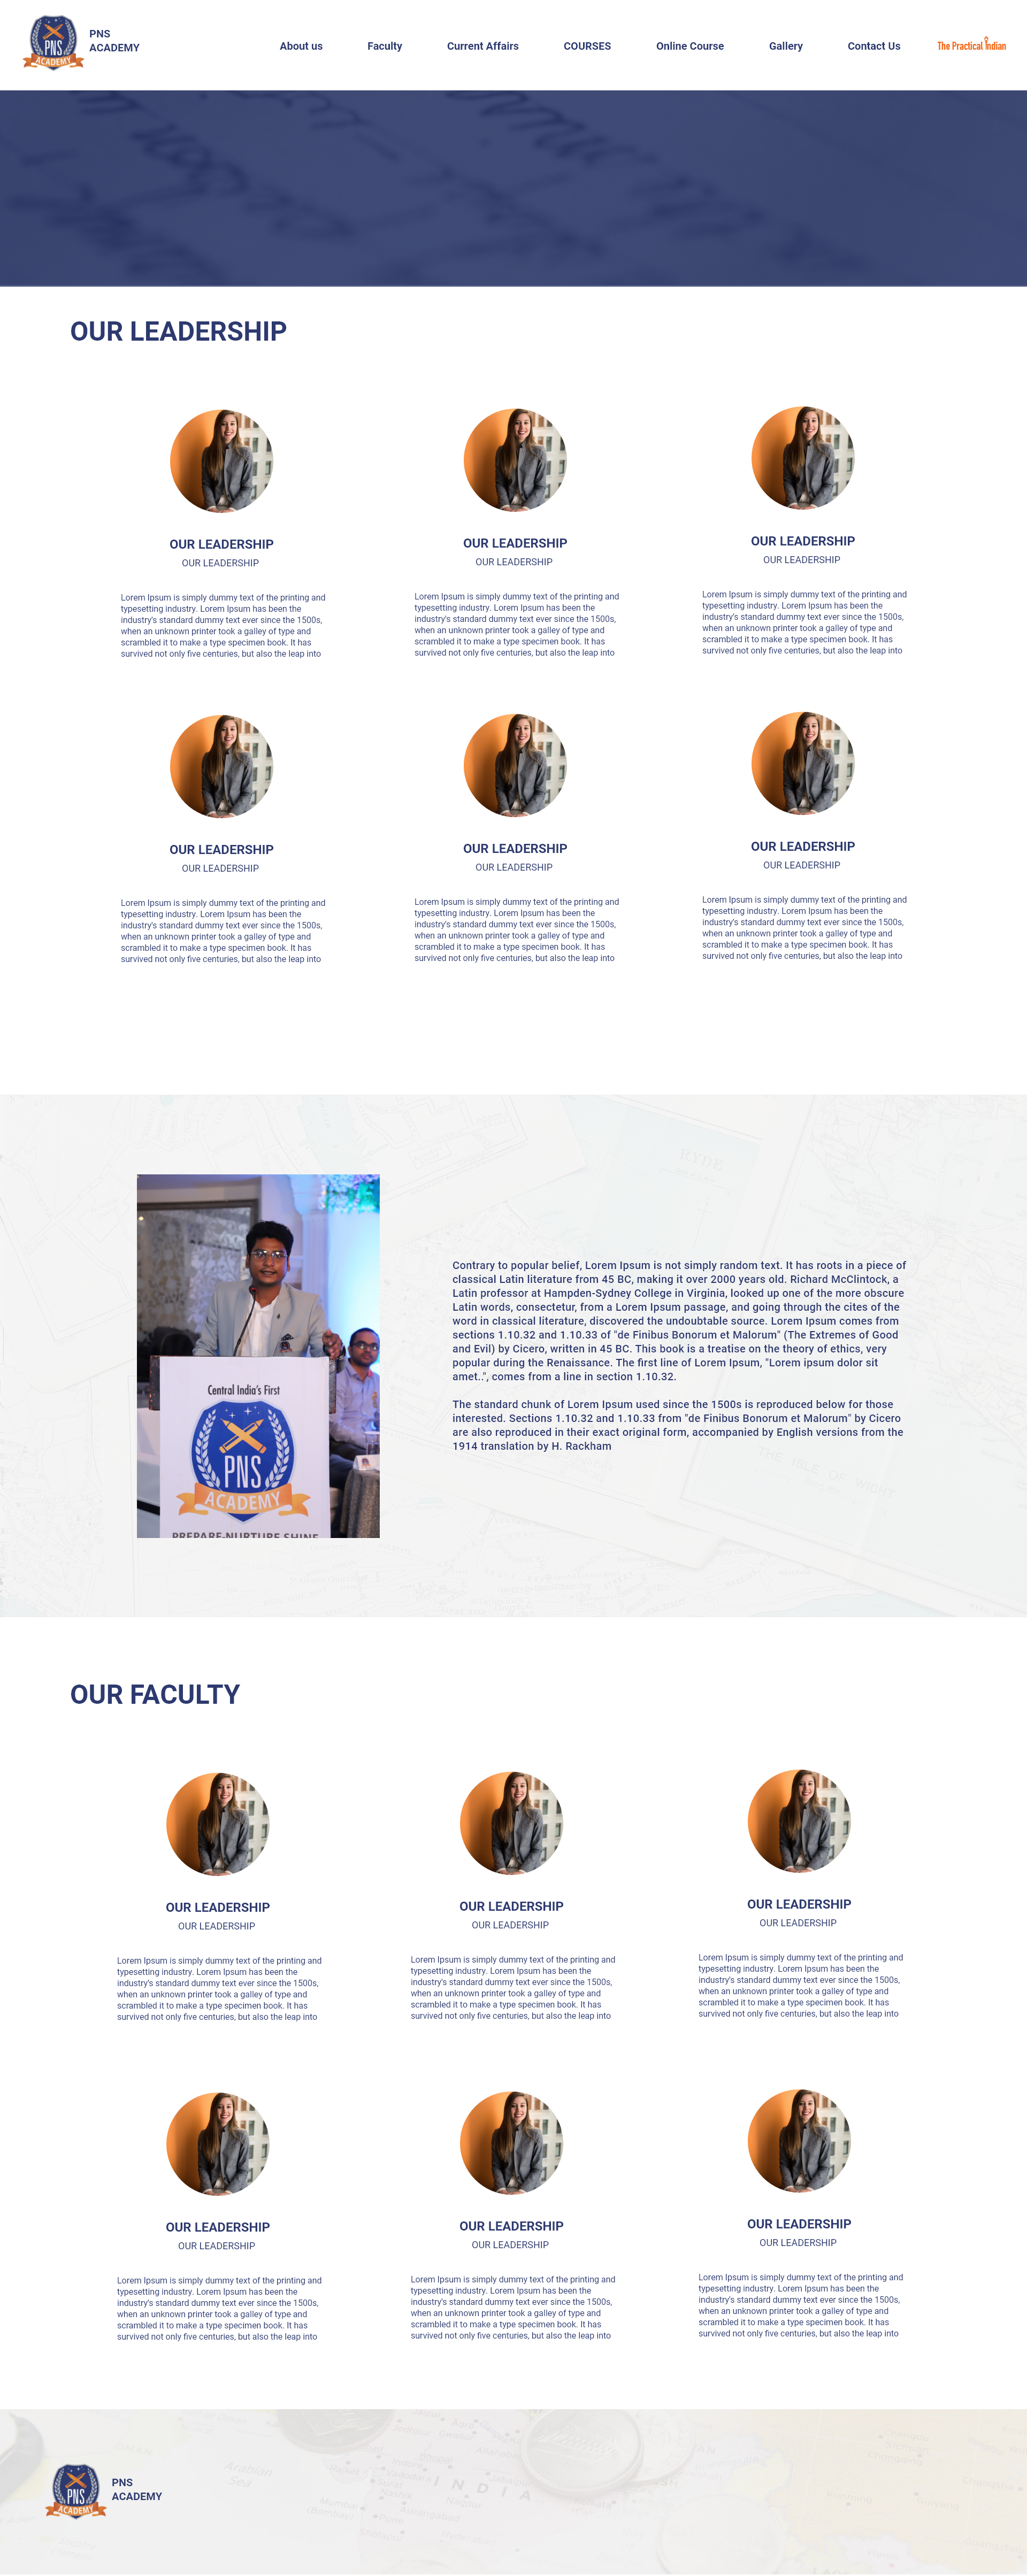 PNS
ACADEMY
PNS
ACADEMY
About us
Faculty
Current Affairs
COURSES
Online Course
Gallery
Contact Us
The Practical Indian
OUR LEADERSHIP
OUR LEADERSHIP
OUR LEADERSHIP
Lorem Ipsum is simply dummy text of the printing and
typesetting industry. Lorem Ipsum has been the
industry's standard dummy text ever since the 1500s,
when an unknown printer took a galley of type and
scrambled it to make a type specimen book. It has
survived not only five centuries, but also the leap into
OUR LEADERSHIP
OUR LEADERSHIP
Lorem Ipsum is simply dummy text of the printing and
typesetting industry. Lorem Ipsum has been the
industry's standard dummy text ever since the 1500s,
when an unknown printer took a galley of type and
scrambled it to make a type specimen book. It has
survived not only five centuries, but also the leap into
OUR LEADERSHIP
OUR LEADERSHIP
Lorem Ipsum is simply dummy text of the printing and
typesetting industry. Lorem Ipsum has been the
industry's standard dummy text ever since the 1500s,
when an unknown printer took a galley of type and
scrambled it to make a type specimen book. It has
survived not only five centuries, but also the leap into
OUR LEADERSHIP
OUR LEADERSHIP
Lorem Ipsum is simply dummy text of the printing and
typesetting industry. Lorem Ipsum has been the
industry's standard dummy text ever since the 1500s,
when an unknown printer took a galley of type and
scrambled it to make a type specimen book. It has
survived not only five centuries, but also the leap into
OUR LEADERSHIP
OUR LEADERSHIP
Lorem Ipsum is simply dummy text of the printing and
typesetting industry. Lorem Ipsum has been the
industry's standard dummy text ever since the 1500s,
when an unknown printer took a galley of type and
scrambled it to make a type specimen book. It has
survived not only five centuries, but also the leap into
OUR LEADERSHIP
OUR LEADERSHIP
Lorem Ipsum is simply dummy text of the printing and
typesetting industry. Lorem Ipsum has been the
industry's standard dummy text ever since the 1500s,
when an unknown printer took a galley of type and
scrambled it to make a type specimen book. It has
survived not only five centuries, but also the leap into
RYDE
THE ISLE OF WIGHT
Central India's First
PNS
ACADEMY
PREPARE-NURTURE SHINE
Contrary to popular belief, Lorem Ipsum is not simply random text. It has roots in a piece of
classical Latin literature from 45 BC, making it over 2000 years old. Richard McClintock, a
Latin professor at Hampden-Sydney College in Virginia, looked up one of the more obscure
Latin words, consectetur, from a Lorem Ipsum passage, and going through the cites of the
word in classical literature, discovered the undoubtable source. Lorem Ipsum comes from
sections 1.10.32 and 1.10.33 of "de Finibus Bonorum et Malorum" (The Extremes of Good
and Evil) by Cicero, written in 45 BC. This book is a treatise on the theory of ethics, very
popular during the Renaissance. The first line of Lorem Ipsum, "Lorem ipsum dolor sit
amet..", comes from a line in section 1.10.32.
The standard chunk of Lorem Ipsum used since the 1500s is reproduced below for those
interested. Sections 1.10.32 and 1.10.33 from "de Finibus Bonorum et Malorum" by Cicero
are also reproduced in their exact original form, accompanied by English versions from the
1914 translation by H. Rackham
OUR FACULTY
OUR LEADERSHIP
OUR LEADERSHIP
Lorem Ipsum is simply dummy text of the printing and
typesetting industry. Lorem Ipsum has been the
industry's standard dummy text ever since the 1500s,
when an unknown printer took a galley of type and
scrambled it to make a type specimen book. It has
survived not only five centuries, but also the leap into
OUR LEADERSHIP
OUR LEADERSHIP
Lorem Ipsum is simply dummy text of the printing and
typesetting industry. Lorem Ipsum has been the
industry's standard dummy text ever since the 1500s,
when an unknown printer took a galley of type and
scrambled it to make a type specimen book. It has
survived not only five centuries, but also the leap into
OUR LEADERSHIP
OUR LEADERSHIP
Lorem Ipsum is simply dummy text of the printing and
typesetting industry. Lorem Ipsum has been the
industry's standard dummy text ever since the 1500s,
when an unknown printer took a galley of type and
scrambled it to make a type specimen book. It has
survived not only five centuries, but also the leap into
OUR LEADERSHIP
OUR LEADERSHIP
Lorem Ipsum is simply dummy text of the printing and
typesetting industry. Lorem Ipsum has been the
industry's standard dummy text ever since the 1500s,
when an unknown printer took a galley of type and
scrambled it to make a type specimen book. It has
survived not only five centuries, but also the leap into
OUR LEADERSHIP
OUR LEADERSHIP
Lorem Ipsum is simply dummy text of the printing and
typesetting industry. Lorem Ipsum has been the
industry's standard dummy text ever since the 1500s,
when an unknown printer took a galley of type and
scrambled it to make a type specimen book. It has
survived not only five centuries, but also the leap into
OUR LEADERSHIP
OUR LEADERSHIP
Lorem Ipsum is simply dummy text of the printing and
typesetting industry. Lorem Ipsum has been the
industry's standard dummy text ever since the 1500s,
when an unknown printer took a galley of type and
scrambled it to make a type specimen book. It has
survived not only five centuries, but also the leap into
PNS
ACADEMY
PNS
ACADEMY
Arabian
Sea
INDIA
Nagpur
Aurangabad
Hyderabad